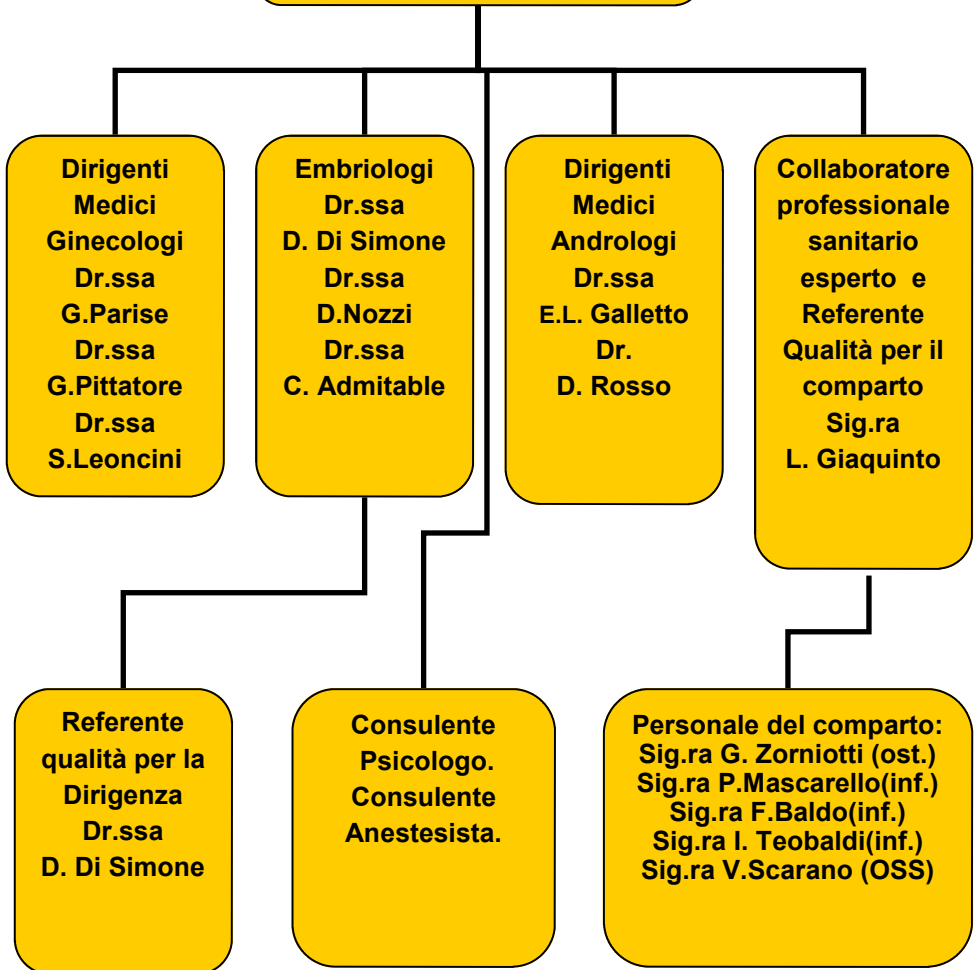 Dirigenti
Medici
Ginecologi
Dr.ssa
G.Parise
Dr.ssa
G.Pittatore
Dr.ssa
S.Leoncini
Embriologi
Dr.ssa
D. Di Simone
Dr.ssa
D.Nozzi
Dr.ssa
C. Admitable
Dirigenti
Medici
Andrologi
Dr.ssa
E.L. Galletto
Dr.
D. Rosso
Collaboratore
professionale
sanitario
esperto e
Referente
Qualità per il
comparto
Sig.ra
L. Giaquinto
Referente
qualità per la
Dirigenza
Dr.ssa
D. Di Simone
Consulente
Psicologo.
Consulente
Anestesista.
Personale del comparto:
Sig.ra G. Zorniotti (ost.)
Sig.ra P.Mascarello(inf.)
Sig.ra F.Baldo(inf.)
Sig.ra I. Teobaldi(inf.)
Sig.ra V.Scarano (OSS)